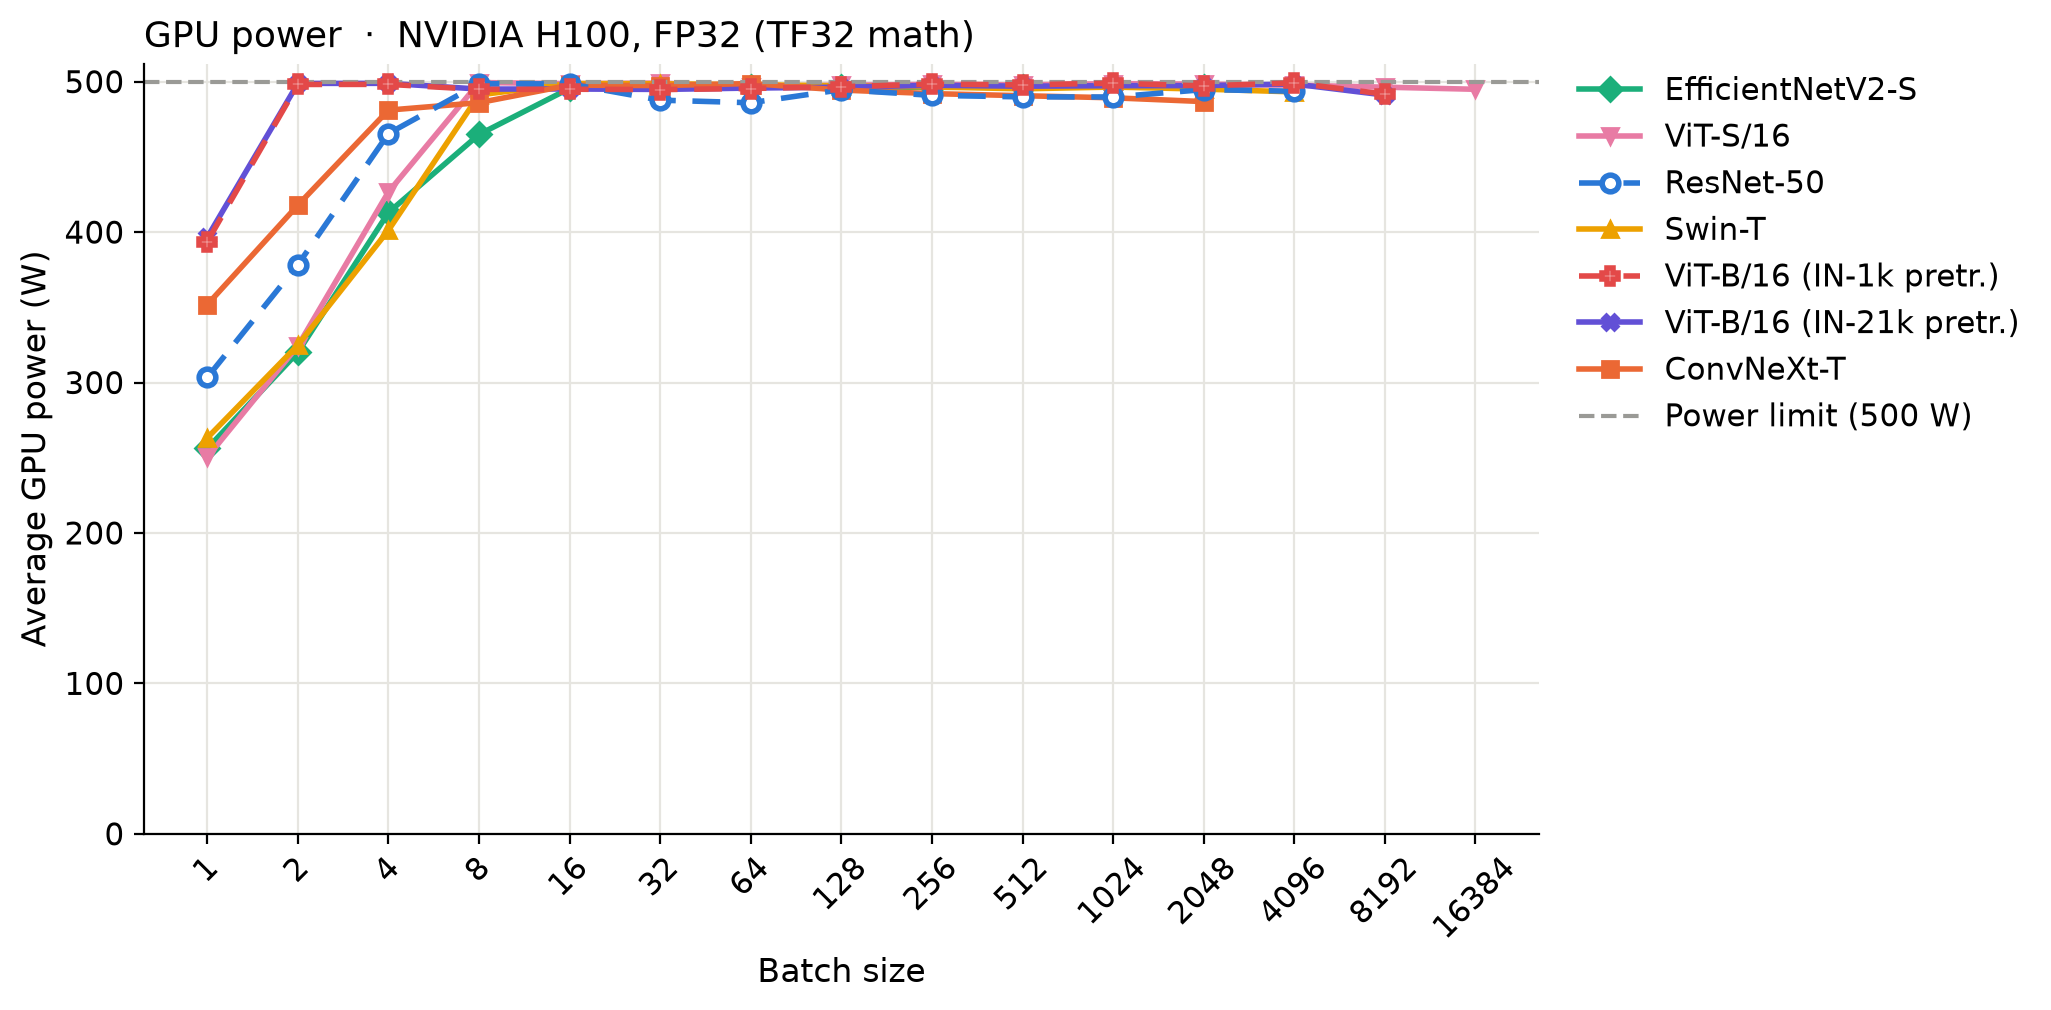 GPU power · NVIDIA H100, FP32 (TF32 math)
Average GPU power (W)
500
400
300
200
100
0
1
2
4
8
16
32
64
128
256
512
1024
2048
4096
8192
16384
Batch size
EfficientNetV2-S
ViT-S/16
ResNet-50
Swin-T
ViT-B/16 (IN-1k pretr.)
ViT-B/16 (IN-21k pretr.)
ConvNeXt-T
Power limit (500 W)